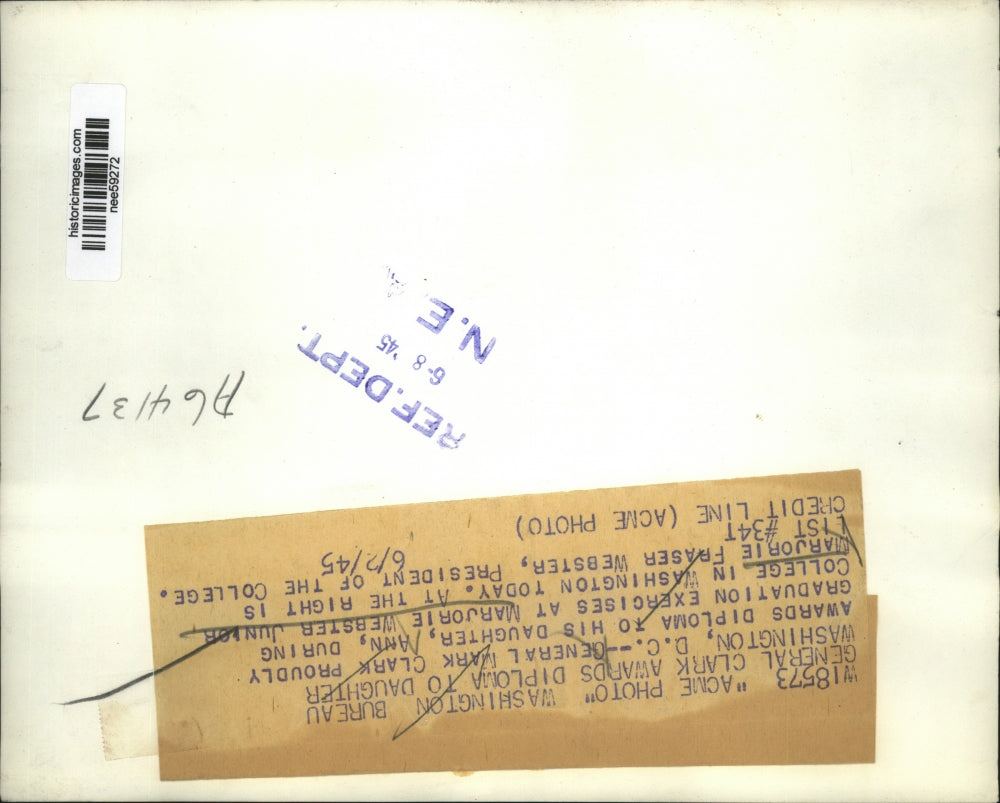 historicimages.com
nee59272
N.E.A.
6-8 '45
REF. DEPT.
A64137
W18573 "ACME PHOTO" WASHINGTON BUREAU
GENERAL CLARK AWARDS DIPLOMA TO DAUGHTER
WASHINGTON, D.C.--GENERAL MARK CLARK PROUDLY
AWARDS DIPLOMA TO HIS DAUGHTER, ANN, DURING
GRADUATION EXERCISES AT MARJORIE WEBSTER JUNIOR
COLLEGE IN WASHINGTON TODAY. AT THE RIGHT IS
MARJORIE FRASER WEBSTER, PRESIDENT OF THE COLLEGE.
LIST #34T 6/2/45
CREDIT LINE (ACME PHOTO)